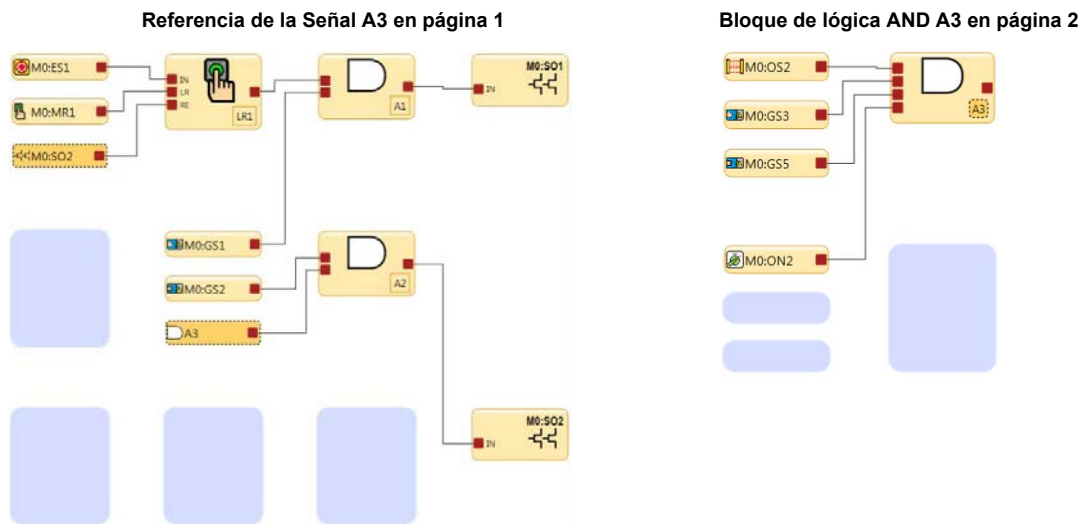 Referencia de la Señal A3 en página 1
Bloque de lógica AND A3 en página 2
M0:ES1
M0:MR1
M0:SO2
IN
LR
RE
LR1
A1
M0:SO1
IN
M0:GS1
M0:GS2
A3
A2
M0:SO2
IN
M0:OS2
M0:GS3
M0:GS5
M0:ON2
A3